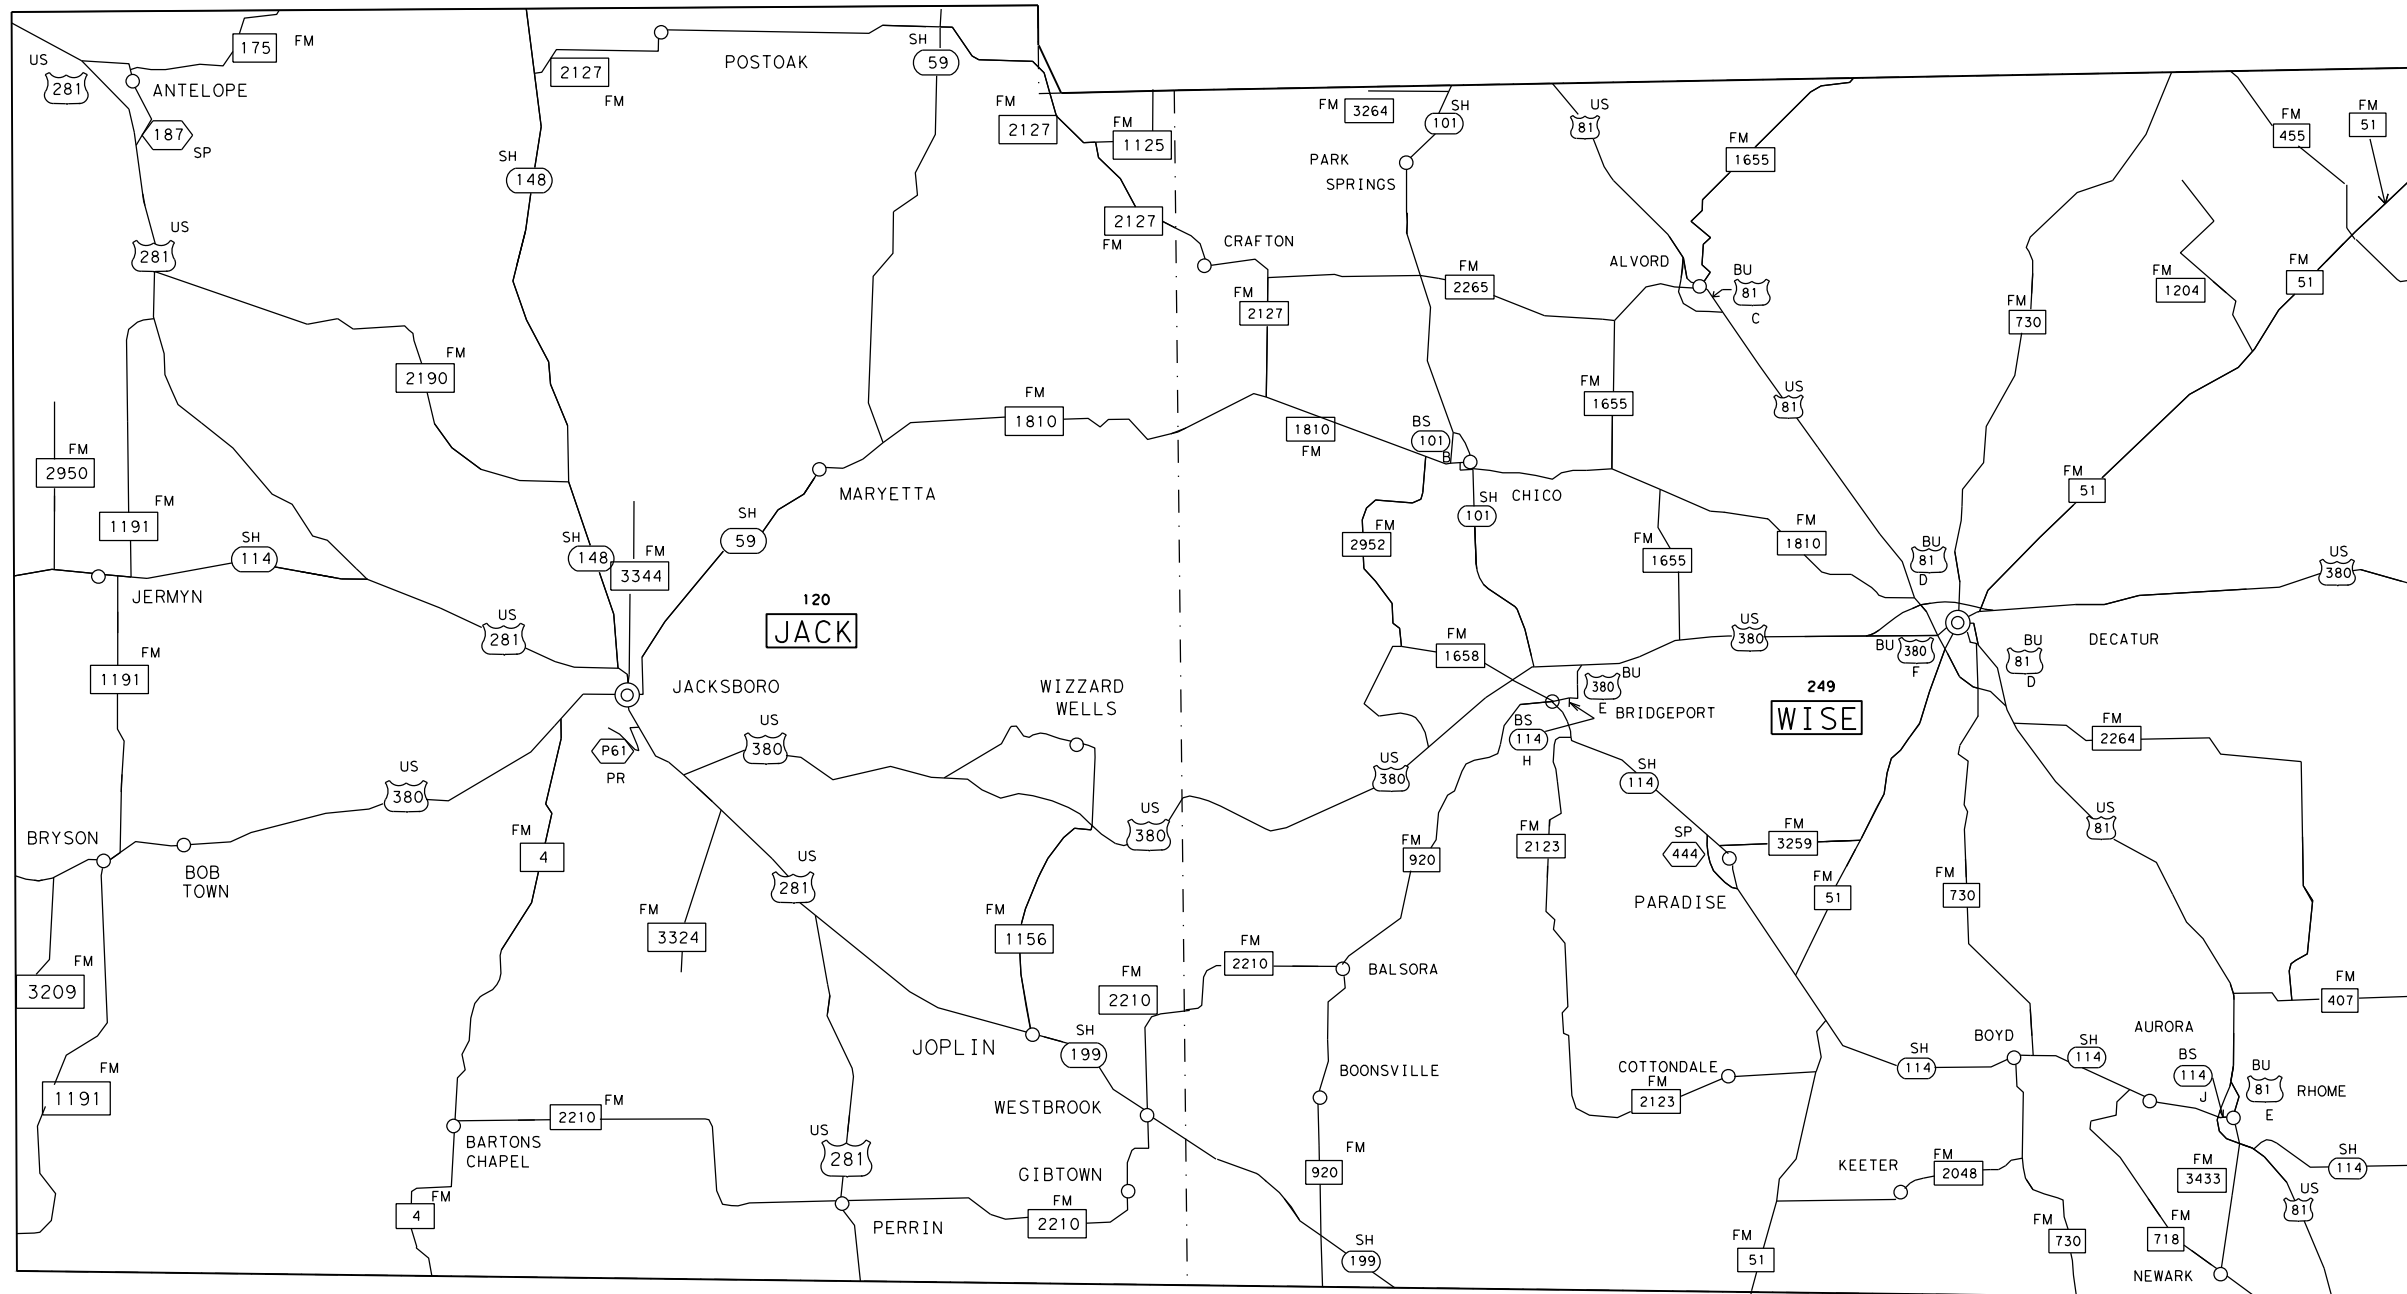 175
FM
US
281
ANTELOPE
187
SP
US
281
2127
FM
POSTOAK
SH
59
FM
2127
FM
1125
2127
FM
SH
148
FM
3264
SH
101
PARK
SPRINGS
US
81
FM
1655
FM
455
FM
51
CRAFTON
FM
2127
FM
2265
ALVORD
BU
81
C
FM
730
FM
1204
FM
51
FM
2190
FM
1810
1810
FM
BS
101
B
FM
1655
US
81
FM
2950
FM
1191
SH
114
JERMYN
MARYETTA
SH
59
SH
148
FM
3344
SH
101
CHICO
FM
2952
FM
1655
FM
1810
FM
51
BU
81
D
US
380
120
JACK
US
281
FM
1191
JACKSBORO
P61
PR
US
380
WIZZARD
WELLS
FM
1658
US
380
BU
380
F
BU
81
D
DECATUR
BU
380
E
BRIDGEPORT
BS
114
H
249
WISE
FM
2264
US
380
US
380
US
380
SH
114
US
81
BRYSON
BOB
TOWN
FM
4
US
281
FM
920
FM
2123
SP
444
FM
3259
PARADISE
FM
51
FM
730
FM
3324
FM
1156
FM
3209
FM
2210
FM
2210
BALSORA
FM
407
JOPLIN
SH
199
BOYD
AURORA
SH
114
SH
114
BS
114
J
BU
81
E
RHOME
FM
1191
FM
2210
WESTBROOK
BOONSVILLE
COTTONDALE
FM
2123
BARTONS
CHAPEL
US
281
GIBTOWN
FM
920
KEETER
FM
2048
FM
3433
SH
114
FM
4
PERRIN
FM
2210
SH
199
FM
51
FM
730
FM
718
US
81
NEWARK